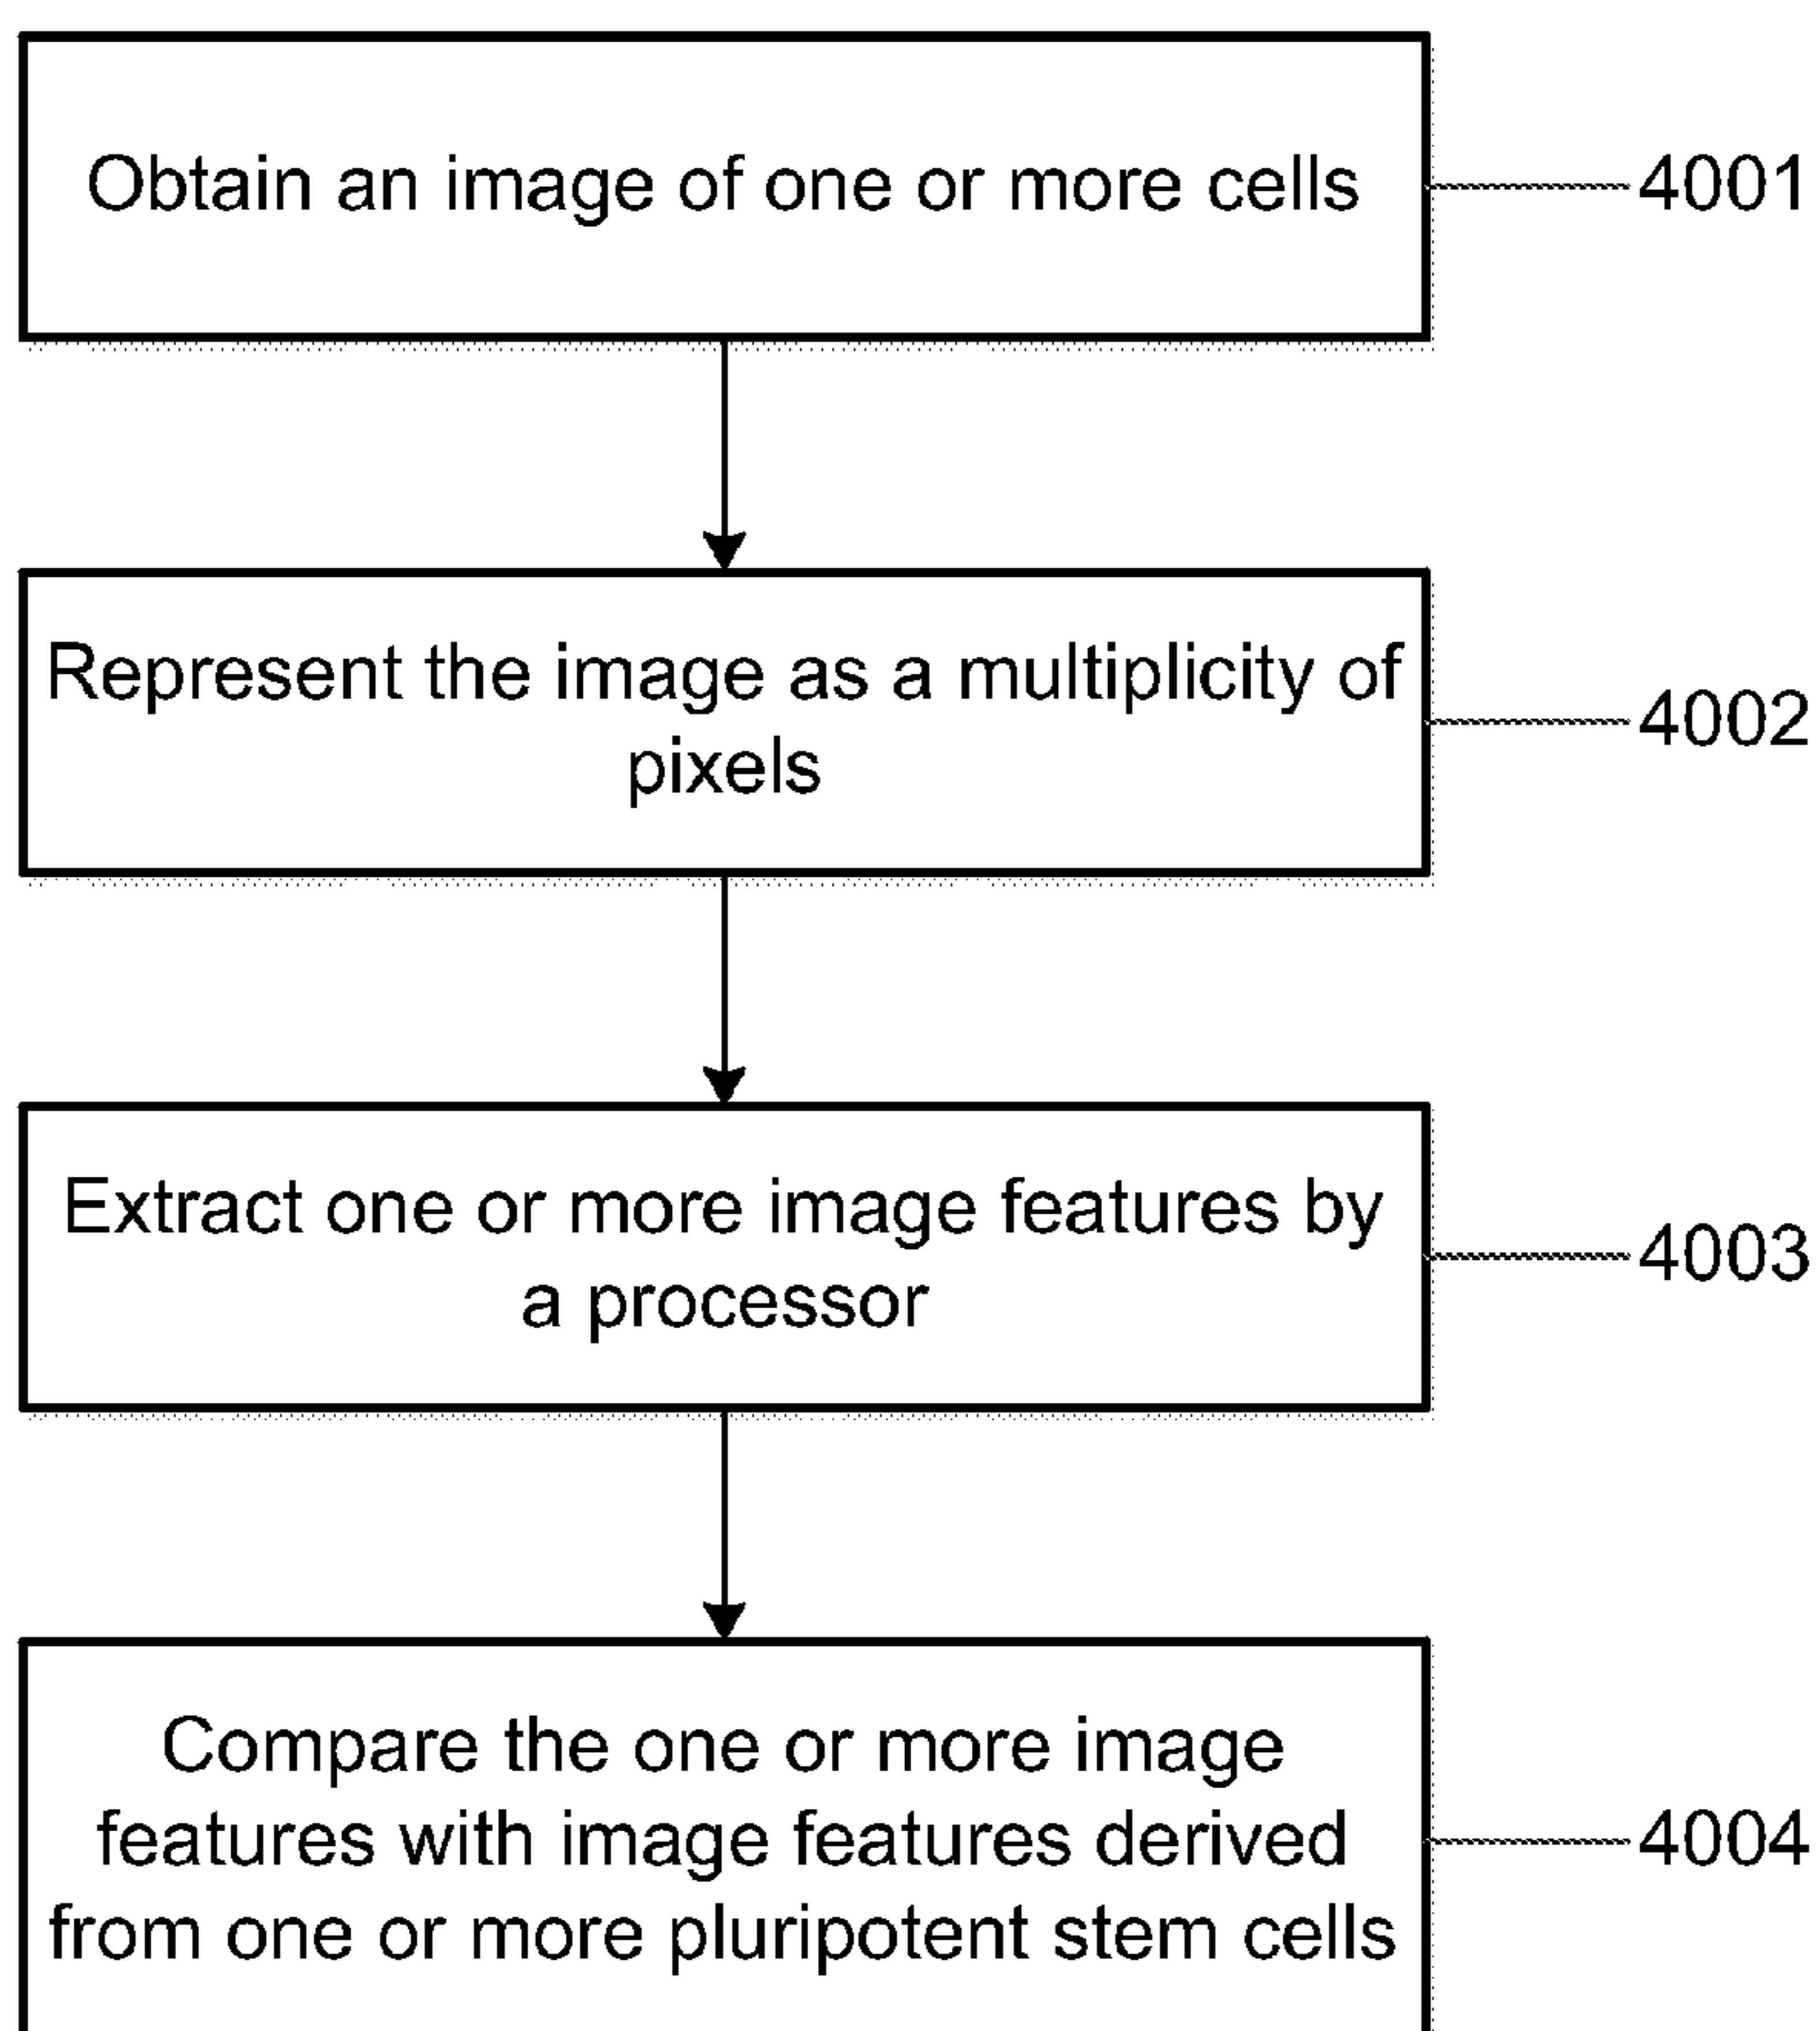 Obtain an image of one or more cells
4001
Represent the image as a multiplicity of
pixels
4002
Extract one or more image features by
a processor
4003
Compare the one or more image
features with image features derived
from one or more pluripotent stem cells
4004